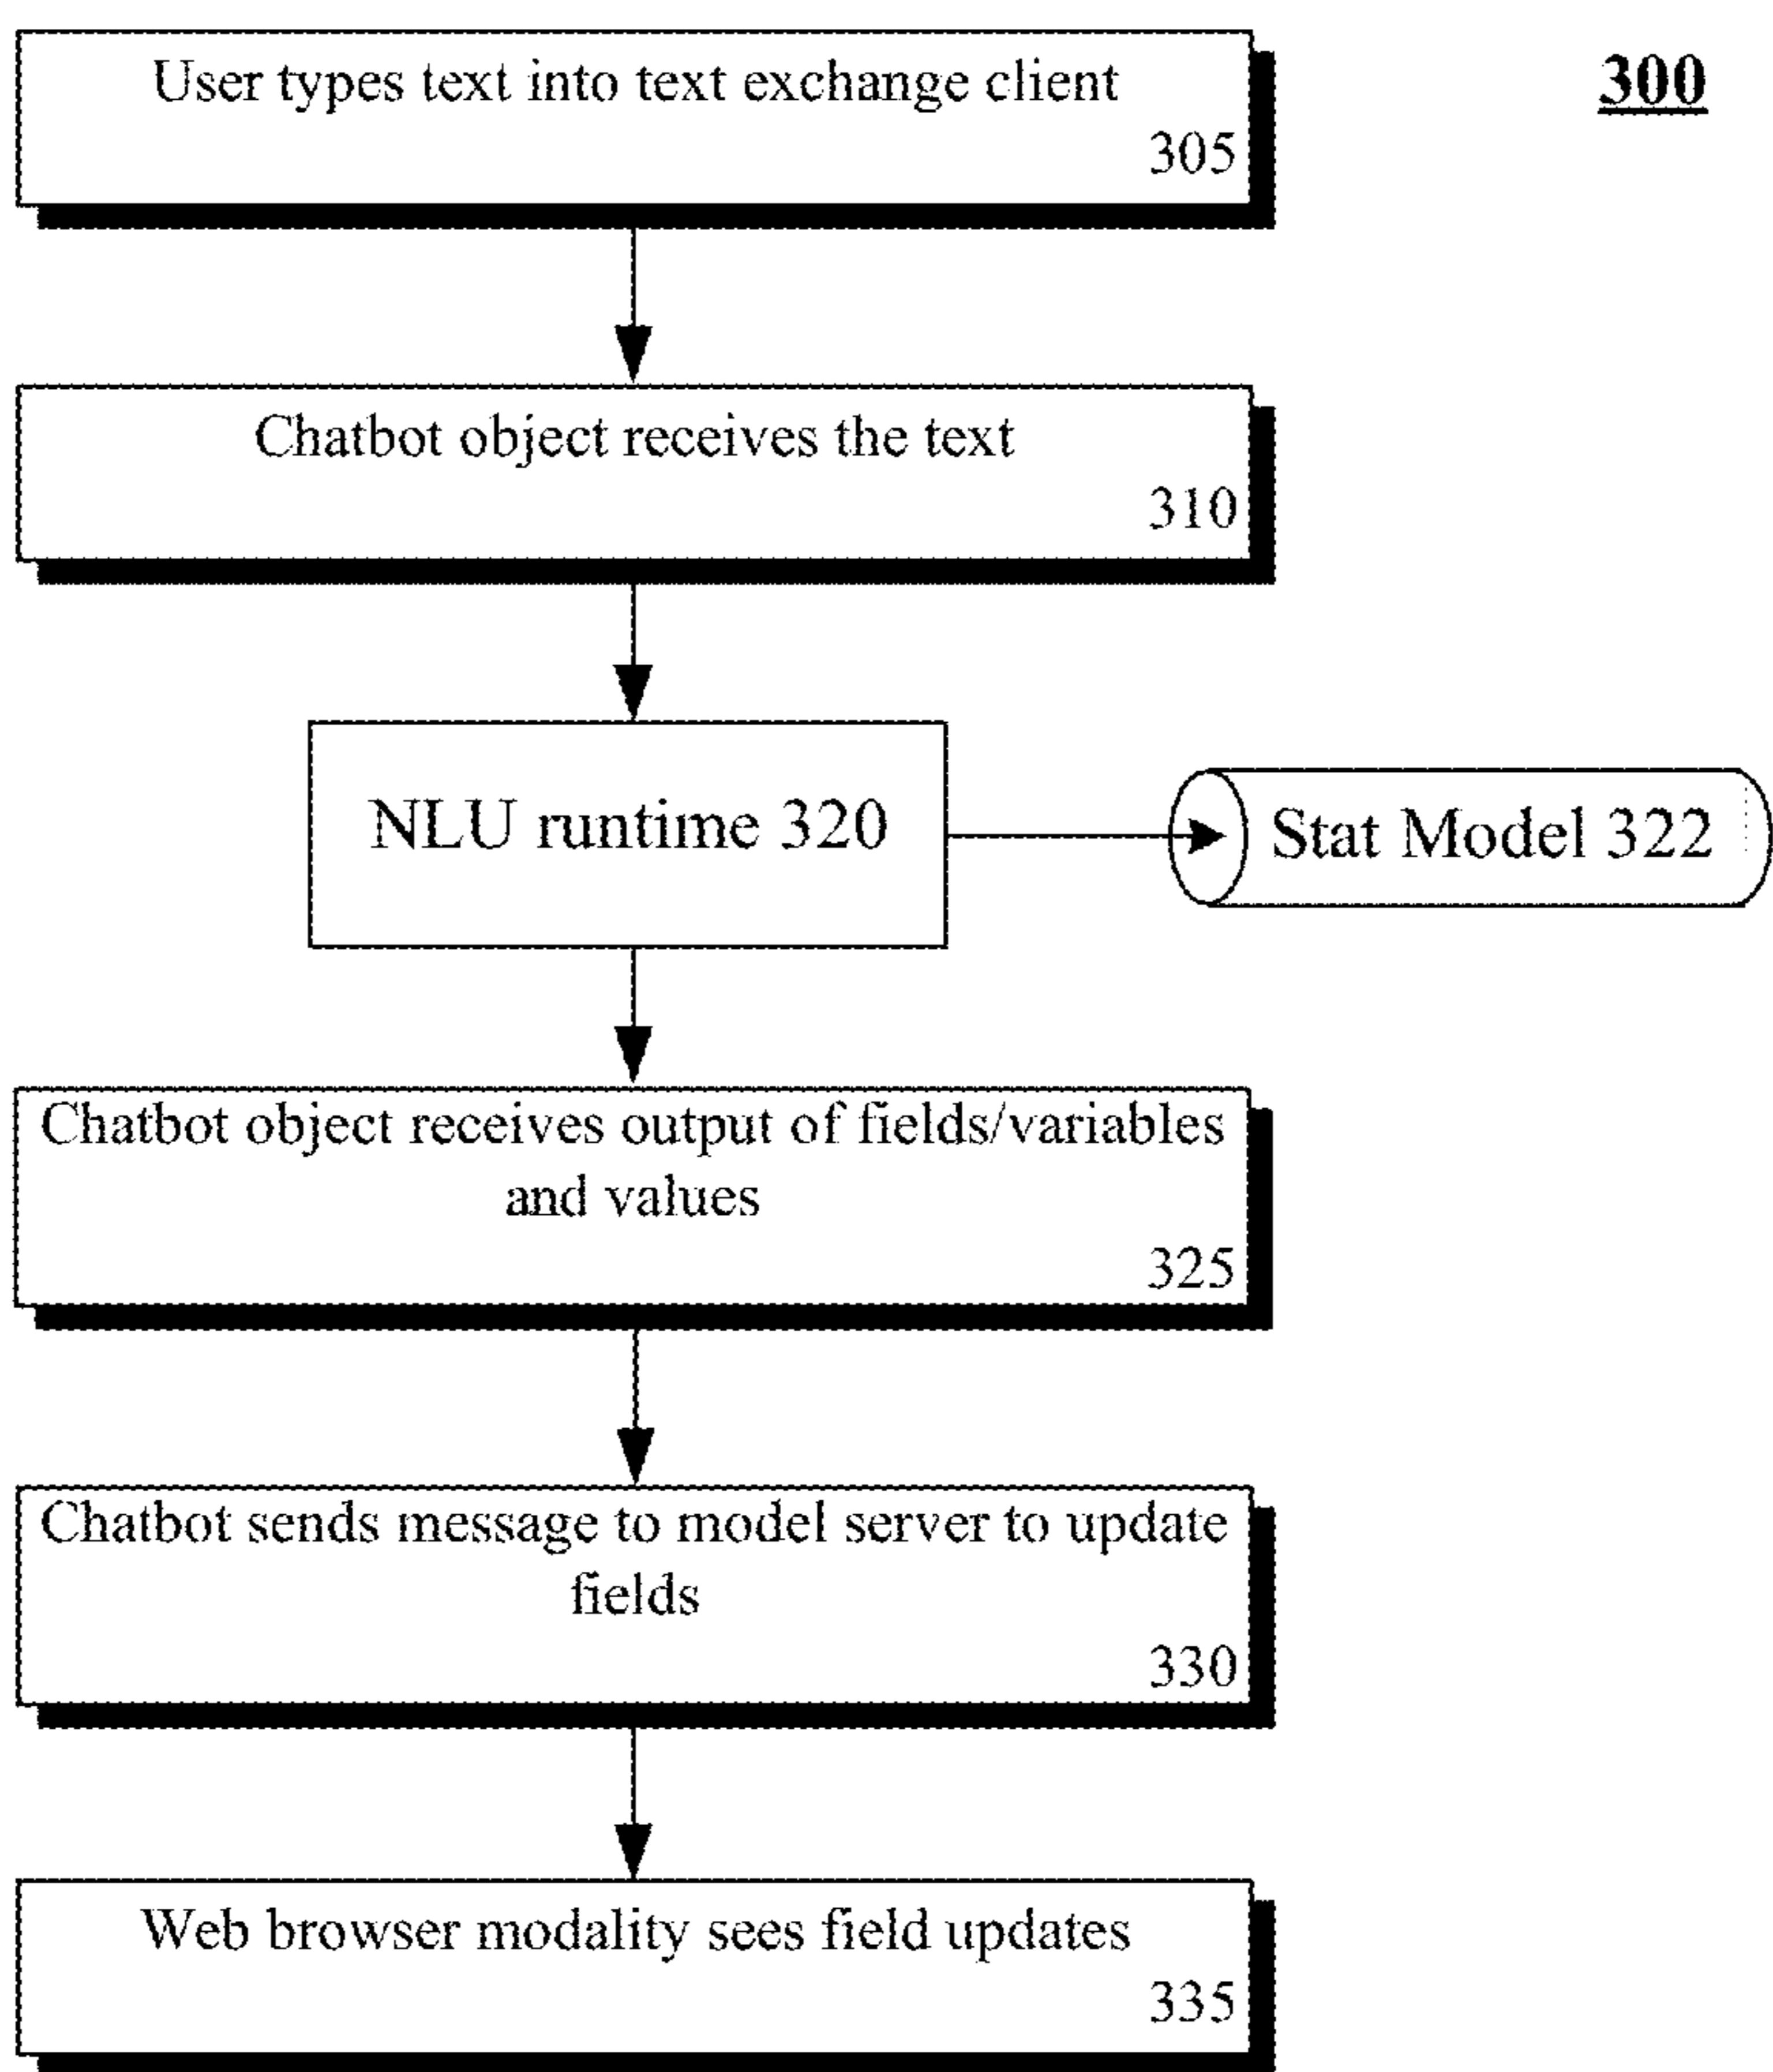 300
User types text into text exchange client
305
Chatbot object receives the text
310
NLU runtime 320
Stat Model 322
Chatbot object receives output of fields/variables
and values
325
Chatbot sends message to model server to update
fields
330
Web browser modality sees field updates
335